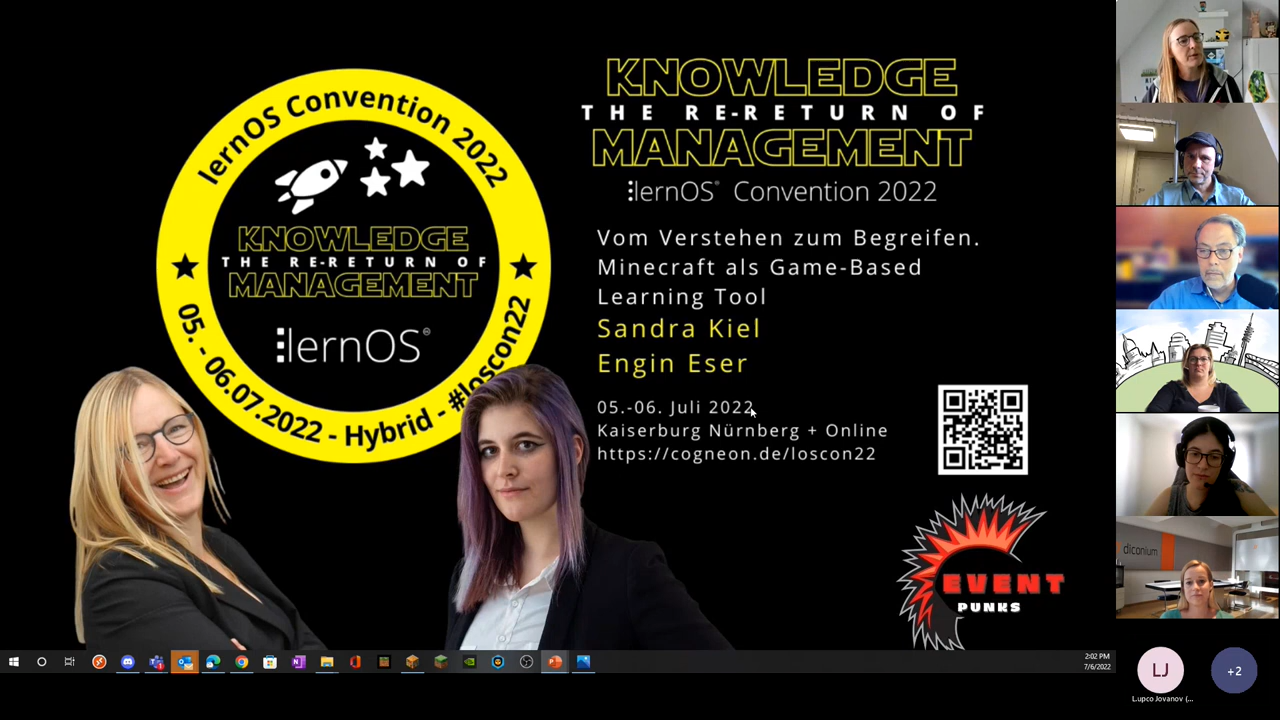 lernOS Convention 2022
KNOWLEDGE
THE RE-RETURN OF
MANAGEMENT
lernOS®
05. - 06.07.2022 - Hybrid - #loscon22
KNOWLEDGE
THE RE-RETURN OF
MANAGEMENT
lernOS® Convention 2022
Vom Verstehen zum Begreifen.
Minecraft als Game-Based
Learning Tool
Sandra Kiel
Engin Eser
05.-06. Juli 2022
Kaiserburg Nürnberg + Online
https://cogneon.de/loscon22
EVENT
PUNKS
2:02 PM
7/6/2022
diconium
LJ
+2
Lupco Jovanov (...